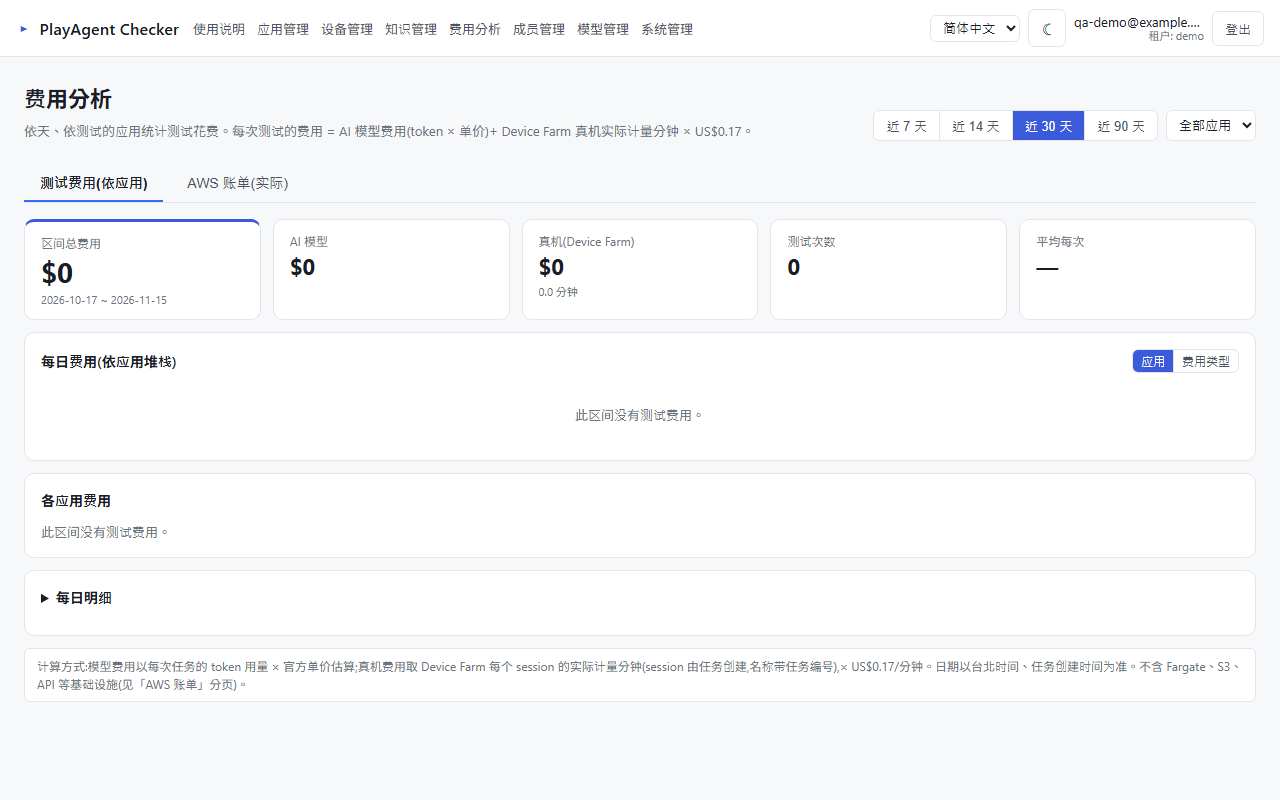 PlayAgent Checker 使用说明 应用管理 设备管理 知识管理 费用分析 成员管理 模型管理 系统管理 简体中文 qa-demo@example.... 登出
租户: demo
费用分析
依天、依测试的应用统计测试花费。每次测试的费用 = AI 模型费用(token × 单价)+ Device Farm 真机实际计量分钟 × US$0.17。
近 7 天 近 14 天 近 30 天 近 90 天 全部应用
测试费用(依应用) AWS 账单(实际)
区间总费用
$0
2026-10-17 ~ 2026-11-15
AI 模型
$0
真机(Device Farm)
$0
0.0 分钟
测试次数
0
平均每次
—
每日费用(依应用堆栈) 应用 费用类型
此区间没有测试费用。
各应用费用
此区间没有测试费用。
每日明细
计算方式:模型费用以每次任务的 token 用量 × 官方单价估算;真机费用取 Device Farm 每个 session 的实际计量分钟(session 由任务创建,名称带任务编号),× US$0.17/分钟。日期以台北时间、任务创建时间为准。不含 Fargate、S3、
API 等基础设施(见「AWS 账单」分页)。